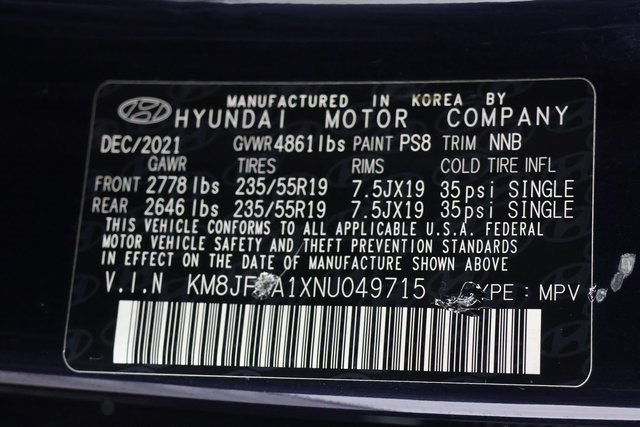 MANUFACTURED IN KOREA BY
HYUNDAI MOTOR COMPANY
DEC/2021 GVWR 4861lbs PAINT PS8 TRIM NNB
GAWR TIRES RIMS COLD TIRE INFL
FRONT 2778 lbs 235/55R19 7.5JX19 35psi SINGLE
REAR 2646 lbs 235/55R19 7.5JX19 35psi SINGLE
THIS VEHICLE CONFORMS TO ALL APPLICABLE U.S.A. FEDERAL
MOTOR VEHICLE SAFETY AND THEFT PREVENTION STANDARDS
IN EFFECT ON THE DATE OF MANUFACTURE SHOWN ABOVE
V.I.N : MPV